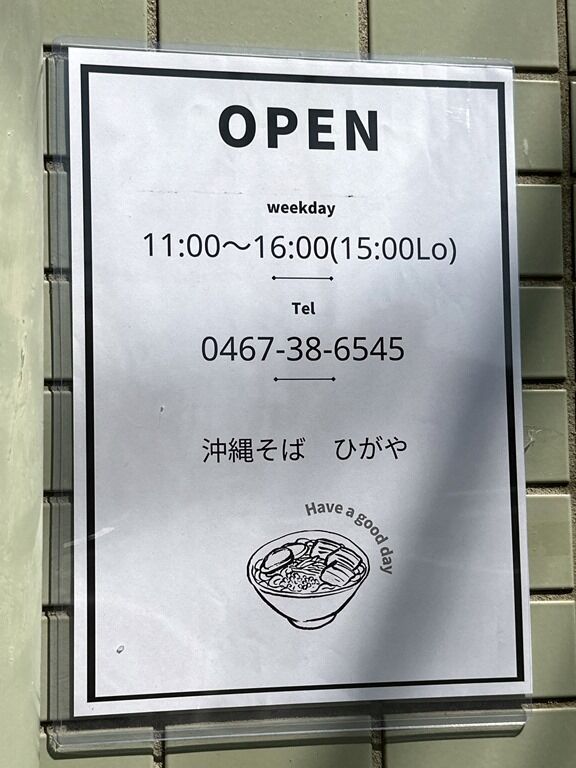 OPEN
weekday
11:00～16:00(15:00Lo)
Tel
0467-38-6545
沖縄そば　ひがや
Have a good day